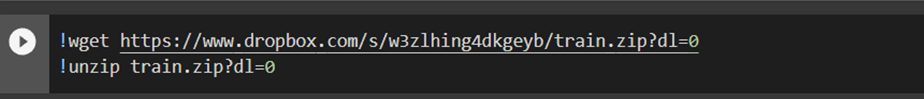 !wget https://www.dropbox.com/s/w3zlhing4dkgeyb/train.zip?dl=0
!unzip train.zip?dl=0